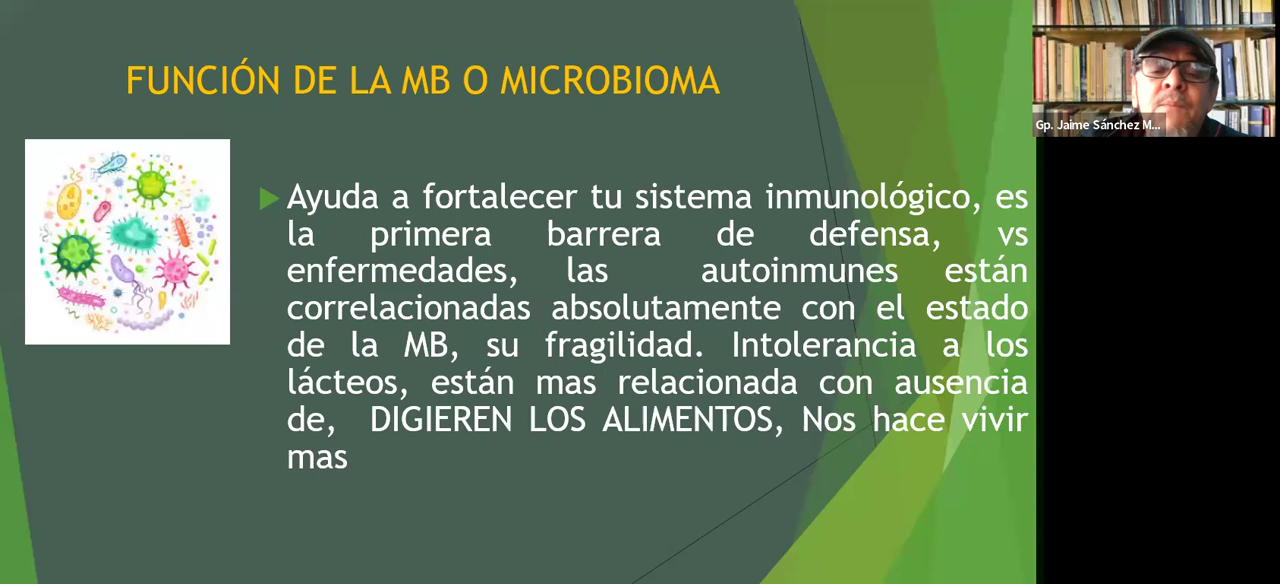 FUNCIÓN DE LA MB O MICROBIOMA
Gp. Jaime Sánchez M...
Ayuda a fortalecer tu sistema inmunológico, es
la primera barrera de defensa, vs
enfermedades, las autoinmunes están
correlacionadas absolutamente con el estado
de la MB, su fragilidad. Intolerancia a los
lácteos, están mas relacionada con ausencia
de, DIGIEREN LOS ALIMENTOS, Nos hace vivir
mas